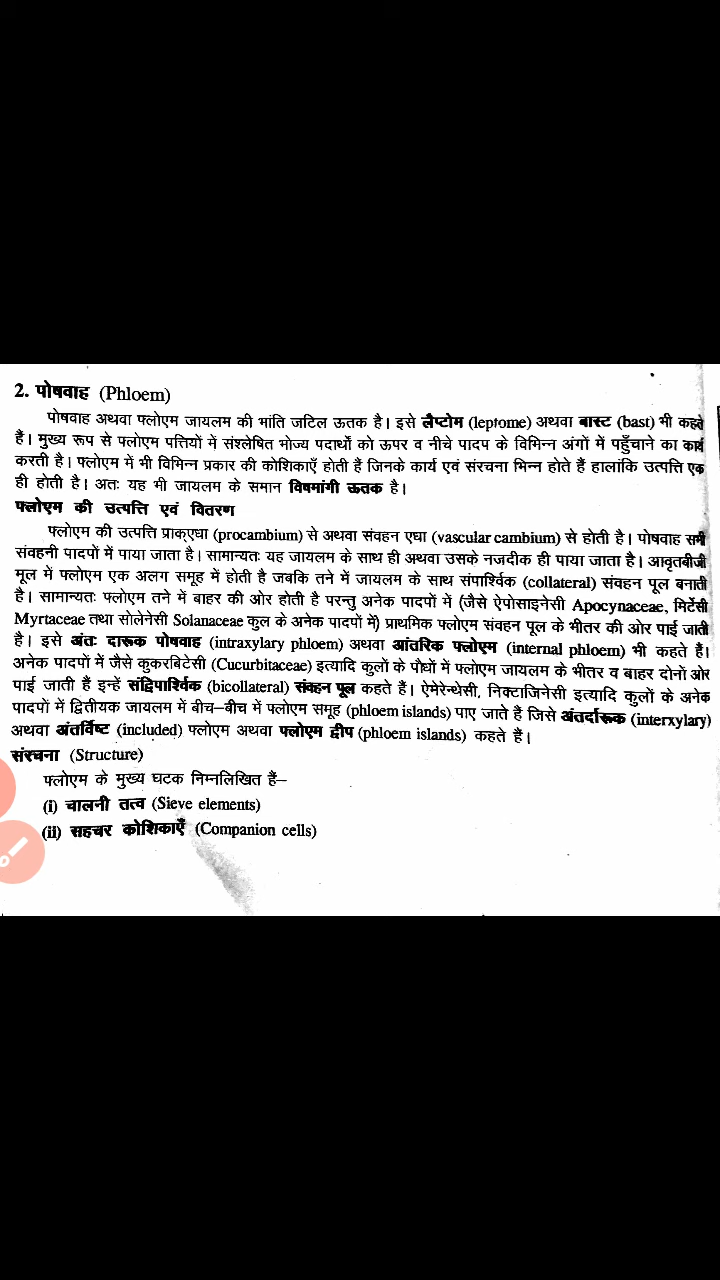 2. पोषवाह (Phloem)
पोषवाह अथवा फ्लोएम जायलम की भांति जटिल ऊतक है। इसे लैप्टोम (leptome) अथवा बास्ट (bast) भी कहते
हैं। मुख्य रूप से फ्लोएम पत्तियों में संश्लेषित भोज्य पदार्थों को ऊपर व नीचे पादप के विभिन्न अंगों में पहुँचाने का कार्य
करती है। फ्लोएम में भी विभिन्न प्रकार की कोशिकाएँ होती हैं जिनके कार्य एवं संरचना भिन्न होते हैं हालांकि उत्पत्ति एक
ही होती है। अतः यह भी जायलम के समान विषमांगी ऊतक है।
फ्लोएम की उत्पत्ति एवं वितरण
फ्लोएम की उत्पत्ति प्राक्एधा (procambium) से अथवा संवहन एधा (vascular cambium) से होती है। पोषवाह सभी
संवहनी पादपों में पाया जाता है। सामान्यतः यह जायलम के साथ ही अथवा उसके नजदीक ही पाया जाता है। आवृतबीजी
मूल में फ्लोएम एक अलग समूह में होती है जबकि तने में जायलम के साथ संपार्श्विक (collateral) संवहन पूल बनाती
है। सामान्यतः फ्लोएम तने में बाहर की ओर होती है परन्तु अनेक पादपों में (जैसे ऐपोसाइनेसी Apocynaceae, मिर्टेसी
Myrtaceae तथा सोलेनेसी Solanaceae कुल के अनेक पादपों में) प्राथमिक फ्लोएम संवहन पूल के भीतर की ओर पाई जाती
है। इसे अंतः दारूक पोषवाह (intraxylary phloem) अथवा आंतरिक फ्लोएम (internal phloem) भी कहते है।
अनेक पादपों में जैसे कुकरबिटेसी (Cucurbitaceae) इत्यादि कुलों के पौधों में फ्लोएम जायलम के भीतर व बाहर दोनों ओर
पाई जाती हैं इन्हें संद्विपार्श्विक (bicollateral) संवहन पूल कहते हैं। ऐमेरेन्थेसी, निक्टाजिनेसी इत्यादि कुलों के अनेक
पादपों में द्वितीयक जायलम में बीच–बीच में फ्लोएम समूह (phloem islands) पाए जाते हैं जिसे अंतर्दारूक (interxylary)
अथवा अंतर्विष्ट (included) फ्लोएम अथवा फ्लोएम द्वीप (phloem islands) कहते हैं।
संरचना (Structure)
फ्लोएम के मुख्य घटक निम्नलिखित हैं–
(i) चालनी तत्व (Sieve elements)
(ii) सहचर कोशिकाएँ (Companion cells)